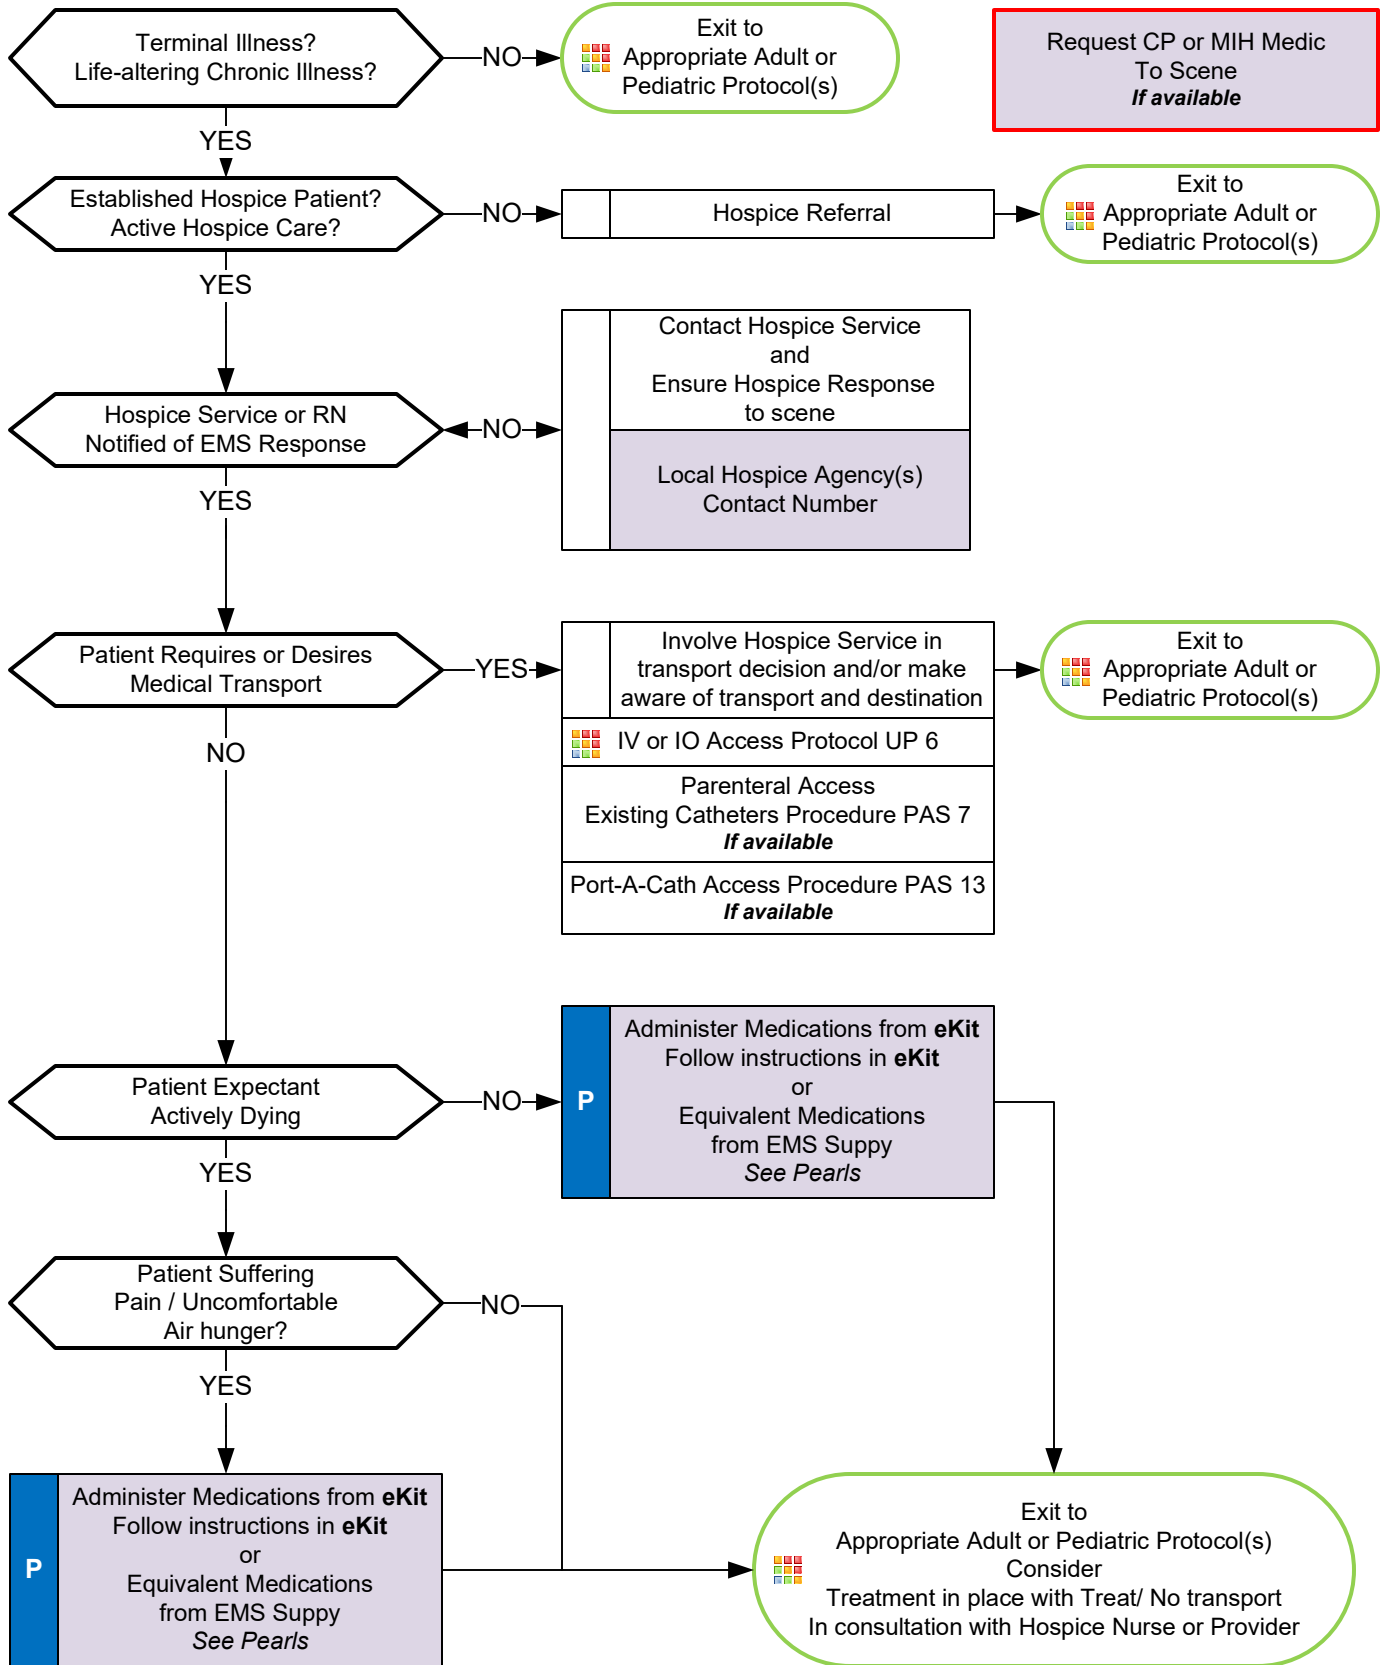 Terminal Illness?
Life-altering Chronic Illness?
NO
Exit to
Appropriate Adult or
Pediatric Protocol(s)
Request CP or MIH Medic
To Scene
If available
YES
Established Hospice Patient?
Active Hospice Care?
NO
Hospice Referral
Exit to
Appropriate Adult or
Pediatric Protocol(s)
YES
Hospice Service or RN
Notified of EMS Response
NO
Contact Hospice Service
and
Ensure Hospice Response
to scene
Local Hospice Agency(s)
Contact Number
YES
Patient Requires or Desires
Medical Transport
YES
Involve Hospice Service in
transport decision and/or make
aware of transport and destination
IV or IO Access Protocol UP 6
Parenteral Access
Existing Catheters Procedure PAS 7
If available
Port-A-Cath Access Procedure PAS 13
If available
Exit to
Appropriate Adult or
Pediatric Protocol(s)
NO
Patient Expectant
Actively Dying
NO
P
Administer Medications from eKit
Follow instructions in eKit
or
Equivalent Medications
from EMS Suppy
See Pearls
YES
Patient Suffering
Pain / Uncomfortable
Air hunger?
NO
YES
P
Administer Medications from eKit
Follow instructions in eKit
or
Equivalent Medications
from EMS Suppy
See Pearls
Exit to
Appropriate Adult or Pediatric Protocol(s)
Consider
Treatment in place with Treat/ No transport
In consultation with Hospice Nurse or Provider